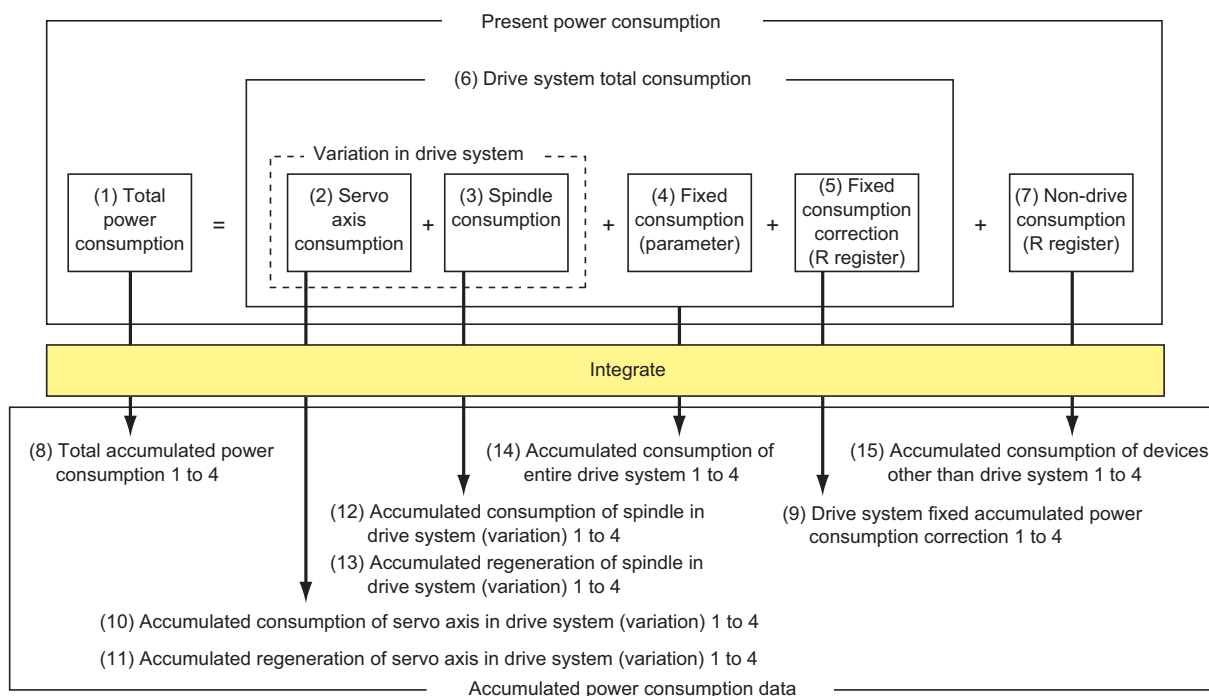 Present power consumption
(6) Drive system total consumption
Variation in drive system
(1) Total
power
consumption
=
(2) Servo
axis
consumption
+
(3) Spindle
consumption
+
(4) Fixed
consumption
(parameter)
+
(5) Fixed
consumption
correction
(R register)
+
(7) Non-drive
consumption
(R register)
Integrate
(8) Total accumulated power
consumption 1 to 4
(14) Accumulated consumption of
entire drive system 1 to 4
(15) Accumulated consumption of devices
other than drive system 1 to 4
(12) Accumulated consumption of spindle in
drive system (variation) 1 to 4
(13) Accumulated regeneration of spindle in
drive system (variation) 1 to 4
(9) Drive system fixed accumulated power
consumption correction 1 to 4
(10) Accumulated consumption of servo axis in drive system (variation) 1 to 4
(11) Accumulated regeneration of servo axis in drive system (variation) 1 to 4
Accumulated power consumption data